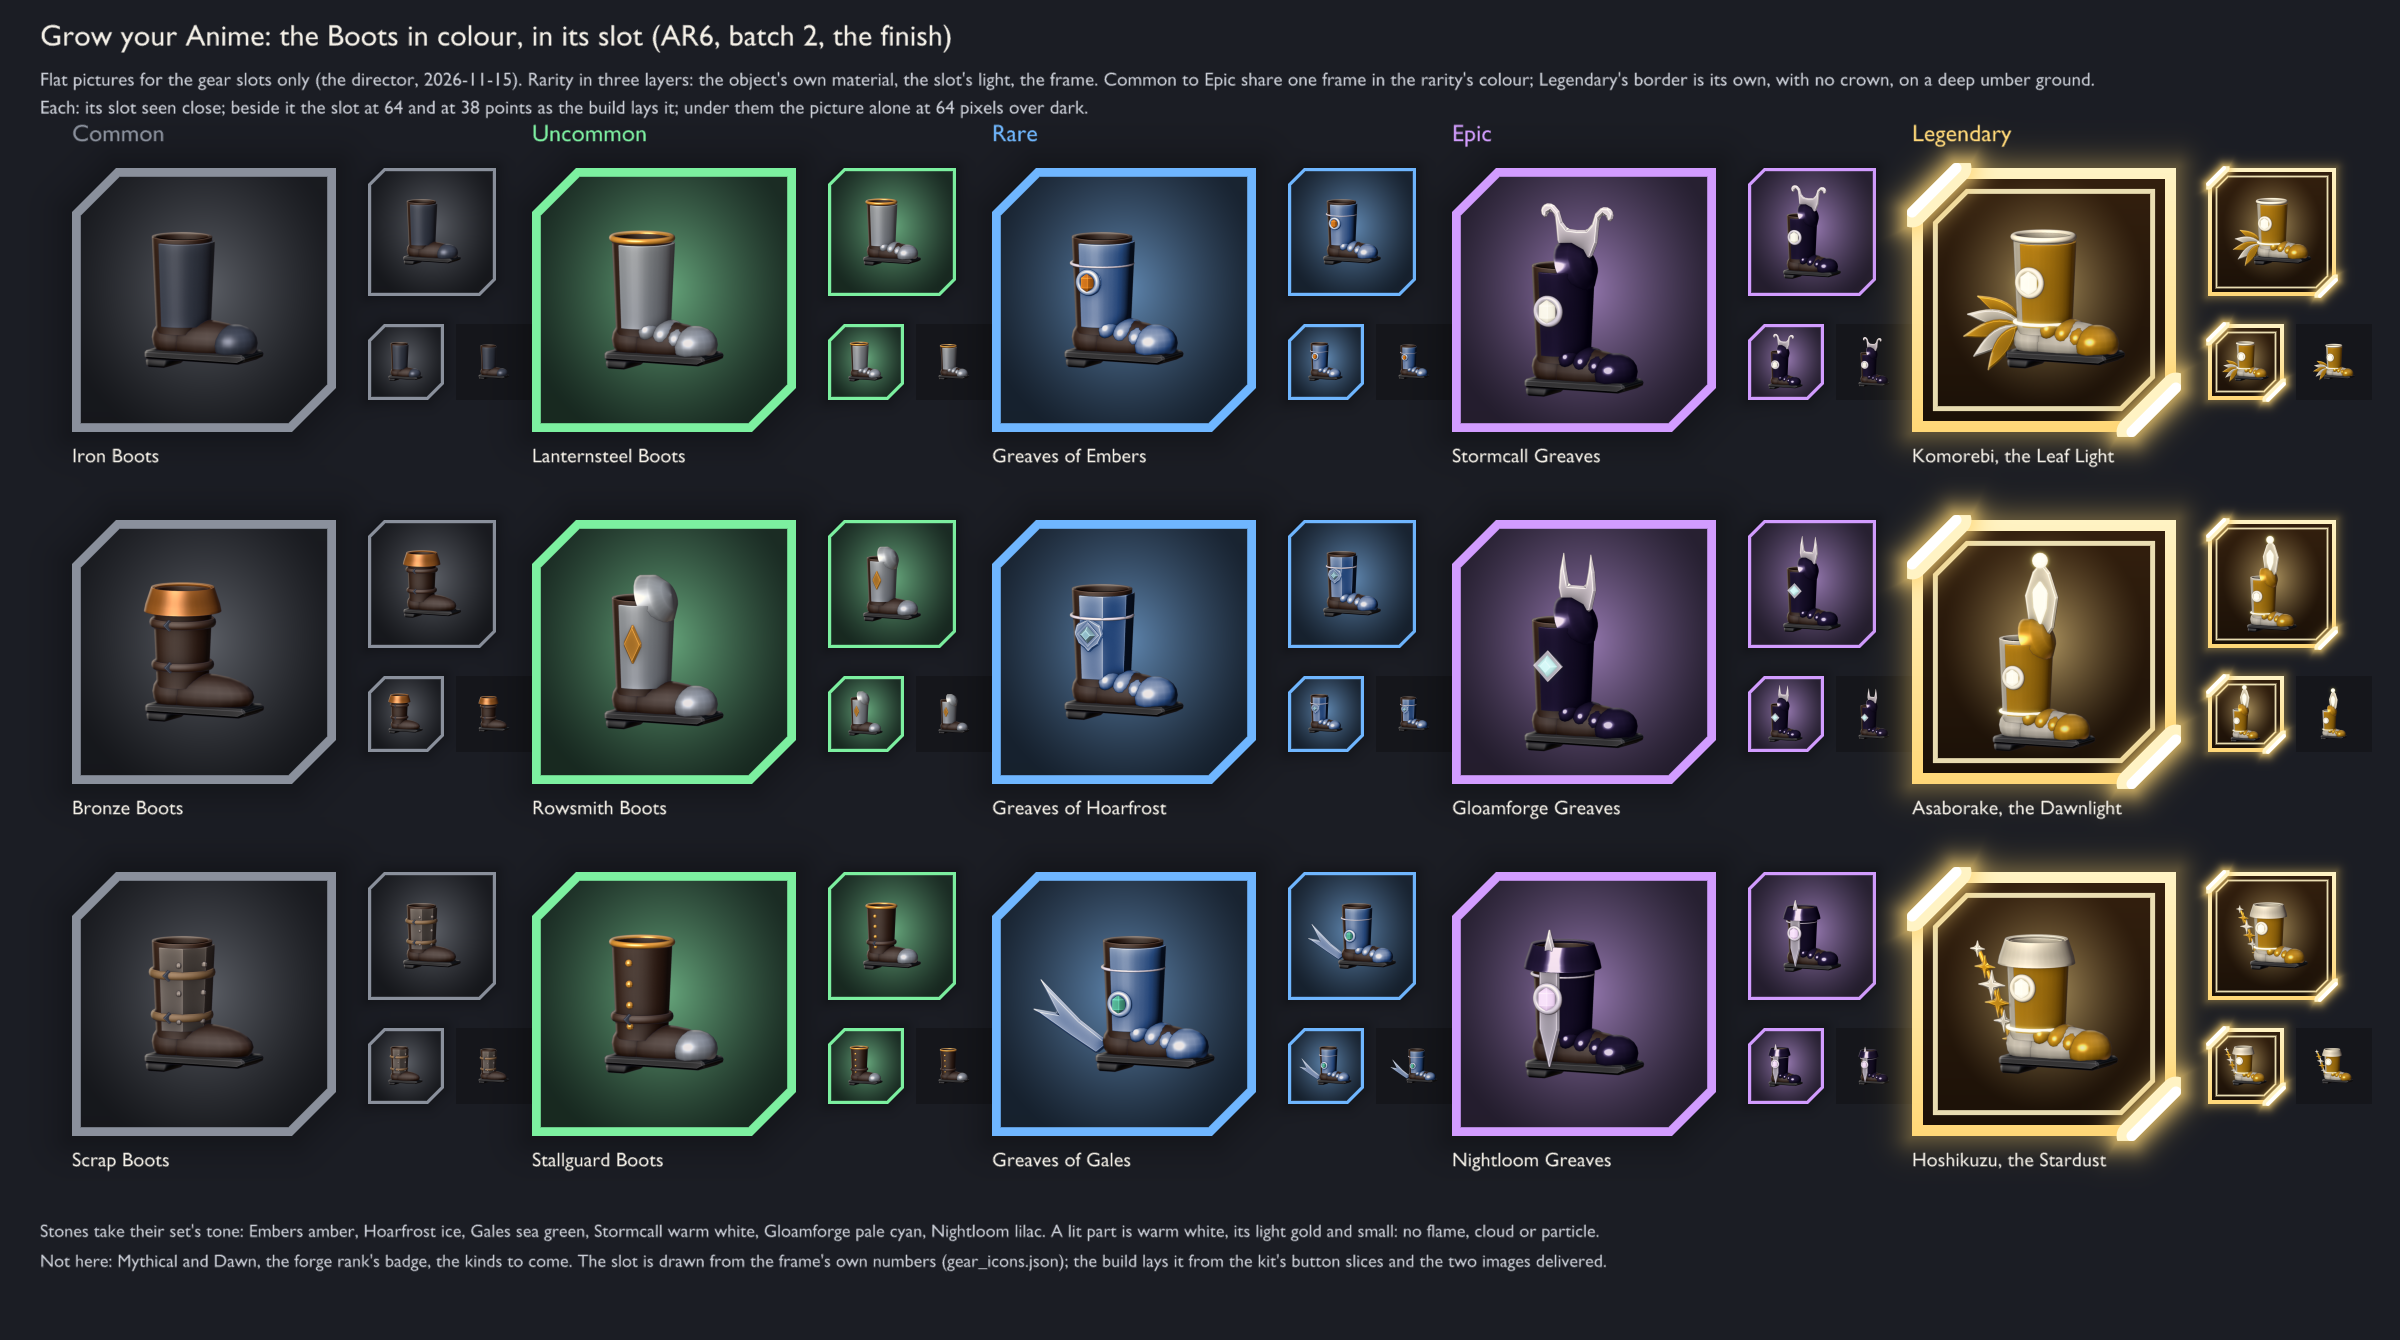 Grow your Anime: the Boots in colour, in its slot (AR6, batch 2, the finish)
Flat pictures for the gear slots only (the director, 2026-11-15). Rarity in three layers: the object's own material, the slot's light, the frame. Common to Epic share one frame in the rarity's colour; Legendary's border is its own, with no crown, on a deep umber ground.
Each: its slot seen close; beside it the slot at 64 and at 38 points as the build lays it; under them the picture alone at 64 pixels over dark.
Common
Uncommon
Rare
Epic
Legendary
Iron Boots
Lanternsteel Boots
Greaves of Embers
Stormcall Greaves
Komorebi, the Leaf Light
Bronze Boots
Rowsmith Boots
Greaves of Hoarfrost
Gloamforge Greaves
Asaborake, the Dawnlight
Scrap Boots
Stallguard Boots
Greaves of Gales
Nightloom Greaves
Hoshikuzu, the Stardust
Stones take their set's tone: Embers amber, Hoarfrost ice, Gales sea green, Stormcall warm white, Gloamforge pale cyan, Nightloom lilac. A lit part is warm white, its light gold and small: no flame, cloud or particle.
Not here: Mythical and Dawn, the forge rank's badge, the kinds to come. The slot is drawn from the frame's own numbers (gear_icons.json); the build lays it from the kit's button slices and the two images delivered.